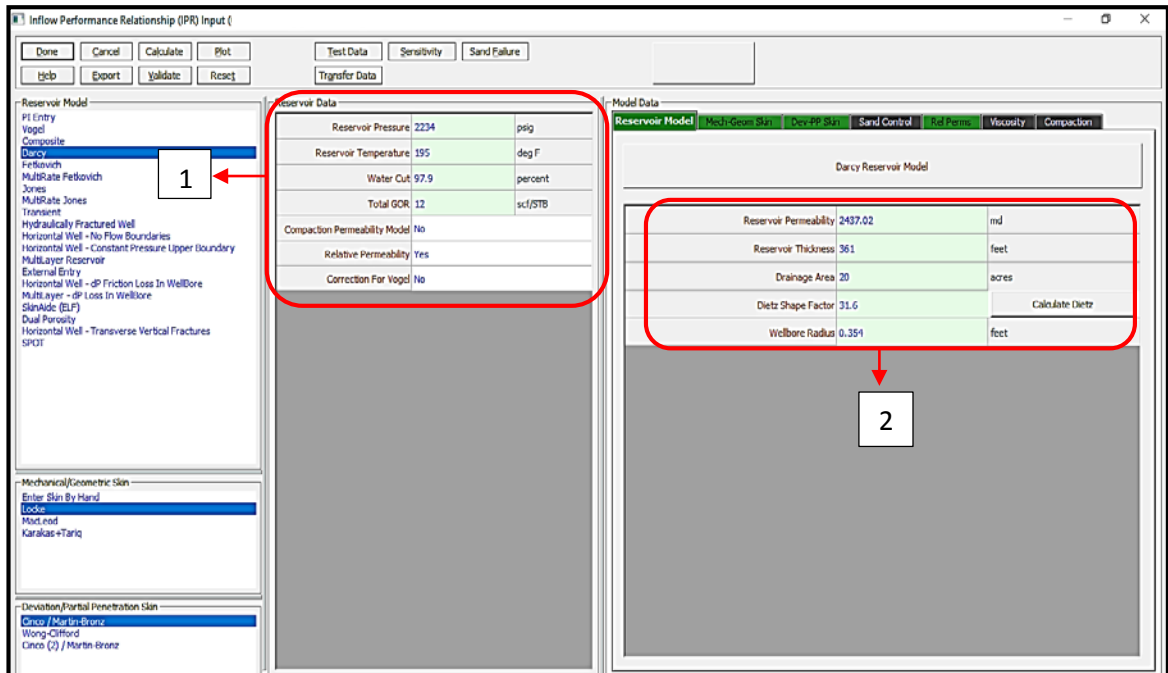 Inflow Performance Relationship (IPR) Input (
Done Cancel Calculate Plot Test Data Sensitivity Sand Failure
Help Export Validate Reset Transfer Data
Reservoir Model
PI Entry
Vogel
Composite
Darcy
Fetkovich
MultiRate Fetkovich
Jones
MultiRate Jones
Transient
Hydraulically Fractured Well
Horizontal Well - No Flow Boundaries
Horizontal Well - Constant Pressure Upper Boundary
MultiLayer Reservoir
External Entry
Horizontal Well - dP Friction Loss In WellBore
MultiLayer - dP Loss In WellBore
SkinAide (ELF)
Dual Porosity
Horizontal Well - Transverse Vertical Fractures
SPOT
1
Mechanical/Geometric Skin
Enter Skin By Hand
Locke
MacLeod
Karakas+Tariq
Deviation/Partial Penetration Skin
Cinco / Martin-Bronz
Wong-Clifford
Cinco (2) / Martin-Bronz
Reservoir Data
Reservoir Pressure 2234 psig
Reservoir Temperature 195 deg F
Water Cut 97.9 percent
Total GOR 12 scf/STB
Compaction Permeability Model No
Relative Permeability Yes
Correction For Vogel No
Model Data
Reservoir Model Mech-Geom Skin Dev-PP Skin Sand Control Rel Perms Viscosity Compaction
Darcy Reservoir Model
Reservoir Permeability 2437.02 md
Reservoir Thickness 361 feet
Drainage Area 20 acres
Dietz Shape Factor 31.6 Calculate Dietz
Wellbore Radius 0.354 feet
2